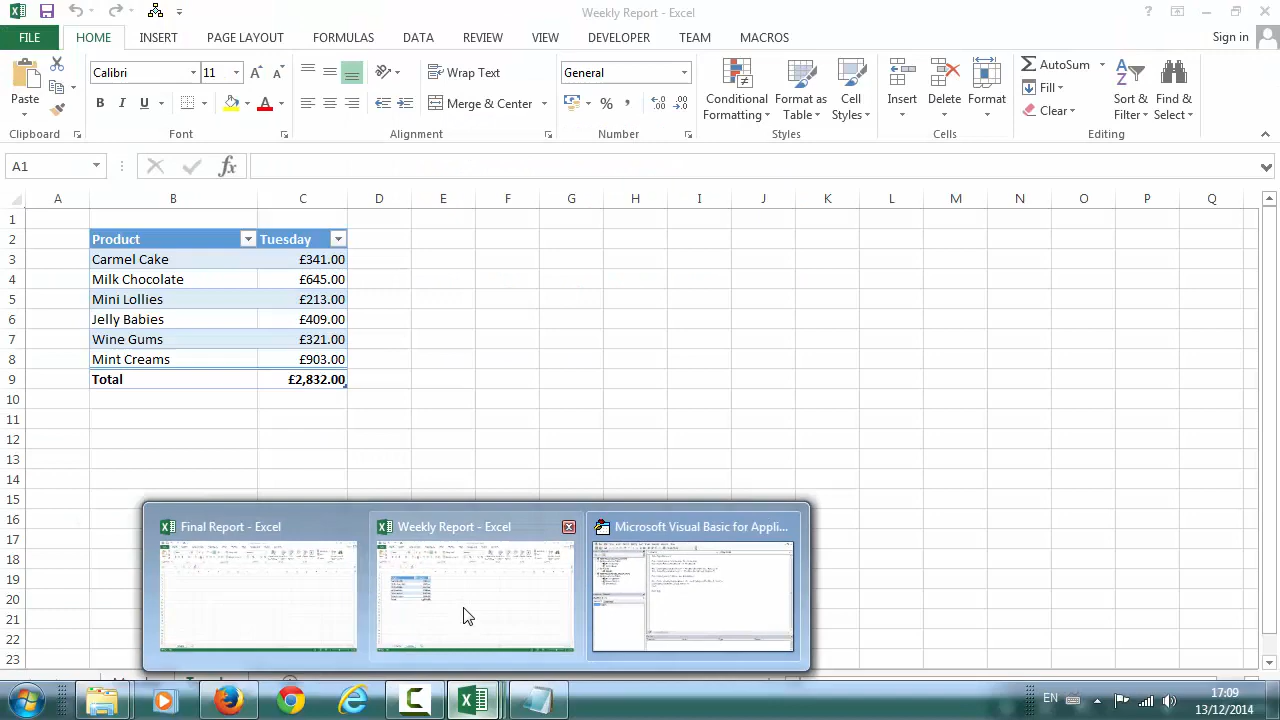 Weekly Report - Excel
FILE HOME INSERT PAGE LAYOUT FORMULAS DATA REVIEW VIEW DEVELOPER TEAM MACROS Sign in
Calibri 11 Wrap Text General AutoSum
Paste Merge & Center Conditional Formatting Format as Table Cell Styles Insert Delete Format Fill Clear Sort & Filter Find & Select
Clipboard Font Alignment Number Styles Cells Editing
A1 fx
A B C D E F G H I J K L M N O P Q
1
2 Product Tuesday
3 Carmel Cake £341.00
4 Milk Chocolate £645.00
5 Mini Lollies £213.00
6 Jelly Babies £409.00
7 Wine Gums £321.00
8 Mint Creams £903.00
9 Total £2,832.00
10
11
12
13
14
15
16
17
18
19
20
21
22
23
Final Report - Excel Weekly Report - Excel Microsoft Visual Basic for Appli...
EN 17:09
13/12/2014